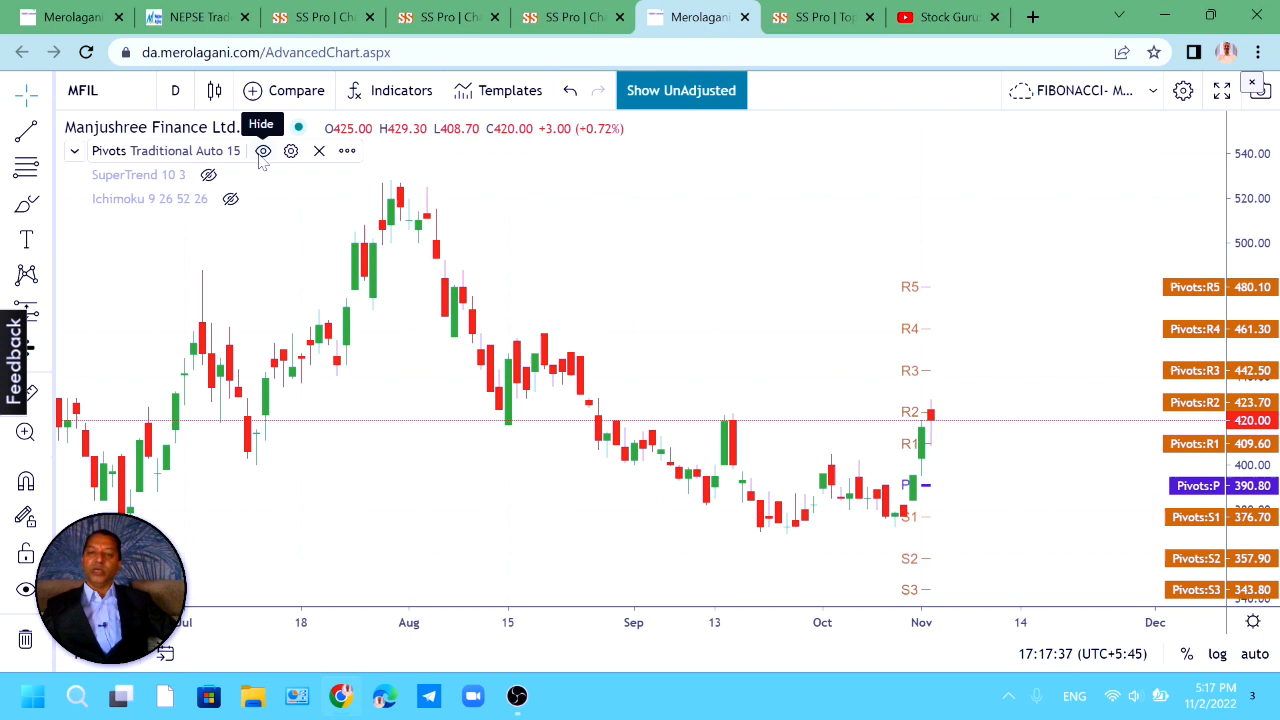 Merolagani
NEPSE Trad
SS Pro | Cha
SS Pro | Cha
SS Pro | Cha
Merolagani
SS Pro | Top
Stock Guru
da.merolagani.com/AdvancedChart.aspx
MFIL
D
Compare
Indicators
Templates
Show UnAdjusted
FIBONACCI- M...
Manjushree Finance Ltd.
Hide
O425.00 H429.30 L408.70 C420.00 +3.00 (+0.72%)
Pivots Traditional Auto 15
SuperTrend 10 3
Ichimoku 9 26 52 26
540.00
520.00
500.00
R5
Pivots:R5 480.10
R4
Pivots:R4 461.30
R3
Pivots:R3 442.50
R2
Pivots:R2 423.70
420.00
R1
Pivots:R1 409.60
400.00
P
Pivots:P 390.80
S1
Pivots:S1 376.70
S2
Pivots:S2 357.90
S3
Pivots:S3 343.80
Feedback
18 Aug 15 Sep 13 Oct Nov 14 Dec
17:17:37 (UTC+5:45)
% log auto
ENG
5:17 PM
11/2/2022
3